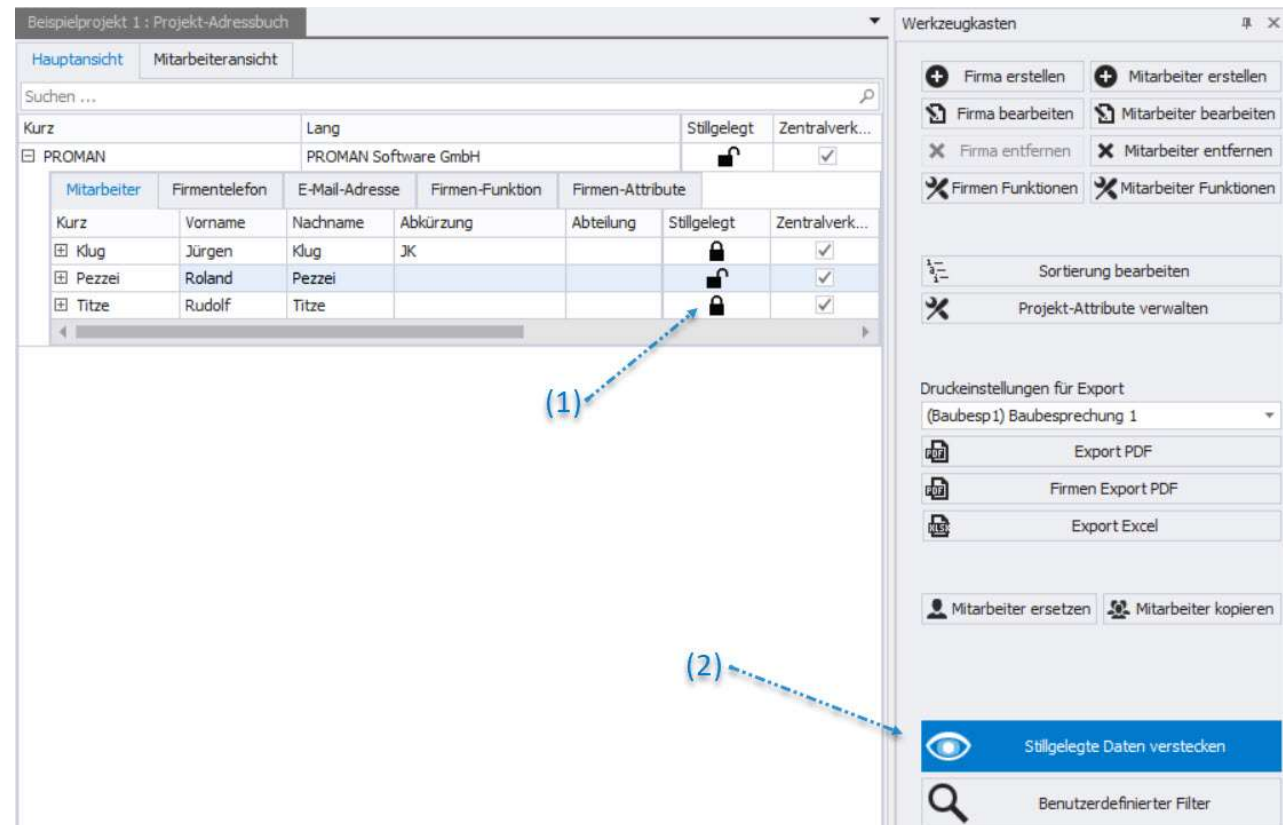 Beispielprojekt 1 : Projekt-Adressbuch
Hauptansicht Mitarbeiteransicht
Suchen ...
Kurz Lang Stillgelegt Zentralverk...
PROMAN PROMAN Software GmbH
Mitarbeiter Firmentelefon E-Mail-Adresse Firmen-Funktion Firmen-Attribute
Kurz Vorname Nachname Abkürzung Abteilung Stillgelegt Zentralverk...
Klug Jürgen Klug JK
Pezzei Roland Pezzei
Titze Rudolf Titze
(1)
(2)
Werkzeugkasten
Firma erstellen Mitarbeiter erstellen
Firma bearbeiten Mitarbeiter bearbeiten
Firma entfernen Mitarbeiter entfernen
Firmen Funktionen Mitarbeiter Funktionen
Sortierung bearbeiten
Projekt-Attribute verwalten
Druckeinstellungen für Export
(Baubesp1) Baubesprechung 1
PDF Export PDF
PDF Firmen Export PDF
XLSX Export Excel
Mitarbeiter ersetzen Mitarbeiter kopieren
Stillgelegte Daten verstecken
Benutzerdefinierter Filter